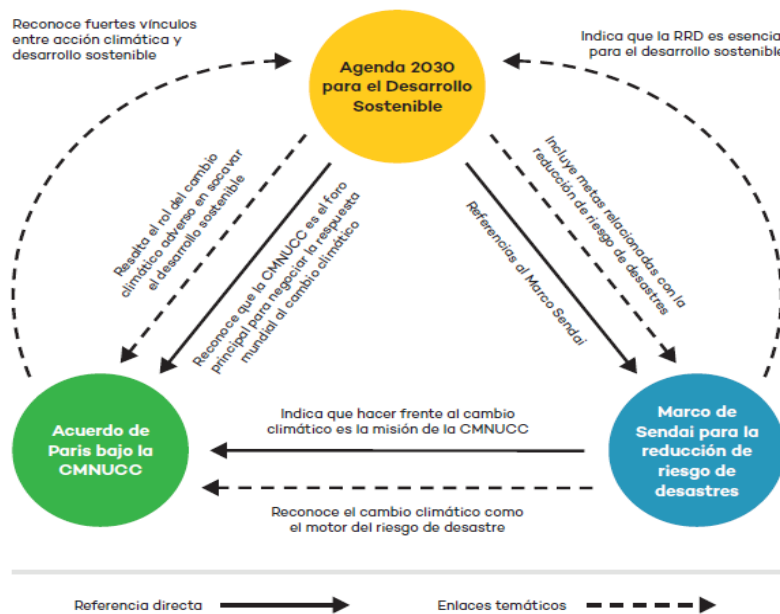 Reconoce fuertes vínculos
entre acción climática y
desarrollo sostenible
Indica que la RRD es esencia
para el desarrollo sostenible
Agenda 2030
para el Desarrollo
Sostenible
Resalta el rol del cambio
climático adverso en socavar
el desarrollo sostenible
Reconoce que la CMNUCC es el foro
principal para negociar la respuesta
mundial al cambio climático
Incluye metas relacionadas con la
reducción de riesgo de desastres
Referencias al Marco Sendai
Acuerdo de
Paris bajo la
CMNUCC
Indica que hacer frente al cambio
climático es la misión de la CMNUCC
Reconoce el cambio climático como
el motor del riesgo de desastre
Marco de
Sendai para la
reducción de
riesgo de
desastres
Referencia directa
Enlaces temáticos